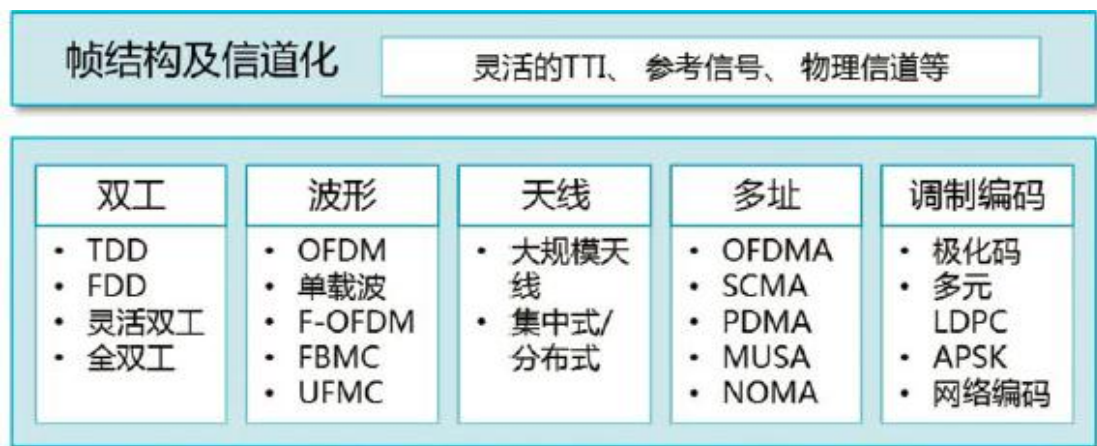 帧结构及信道化
灵活的TTI、 参考信号、 物理信道等
双工
• TDD
• FDD
• 灵活双工
• 全双工
波形
• OFDM
• 单载波
• F-OFDM
• FBMC
• UFMC
天线
• 大规模天
线
• 集中式/
分布式
多址
• OFDMA
• SCMA
• PDMA
• MUSA
• NOMA
调制编码
• 极化码
• 多元
LDPC
• APSK
• 网络编码